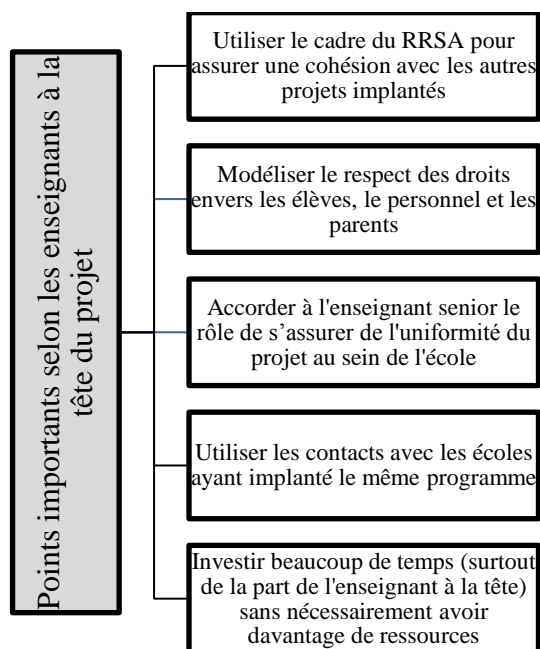 Points importants selon les enseignants à la
tête du projet
Utiliser le cadre du RRSA pour
assurer une cohésion avec les autres
projets implantés
Modéliser le respect des droits
envers les élèves, le personnel et les
parents
Accorder à l'enseignant senior le
rôle de s’assurer de l'uniformité du
projet au sein de l'école
Utiliser les contacts avec les écoles
ayant implanté le même programme
Investir beaucoup de temps (surtout
de la part de l'enseignant à la tête)
sans nécessairement avoir
davantage de ressources